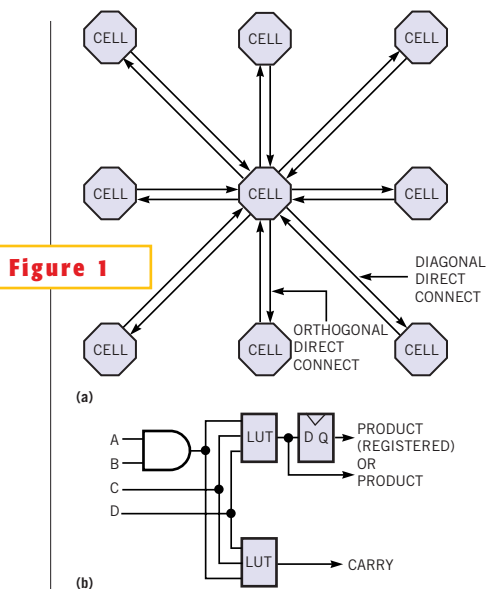 CELL CELL CELL
CELL CELL CELL
Figure 1
DIAGONAL
DIRECT
CONNECT
ORTHOGONAL
DIRECT
CONNECT
CELL CELL CELL
(a)
A
B
C
D
LUT
D Q
PRODUCT
(REGISTERED)
OR
PRODUCT
LUT
CARRY
(b)